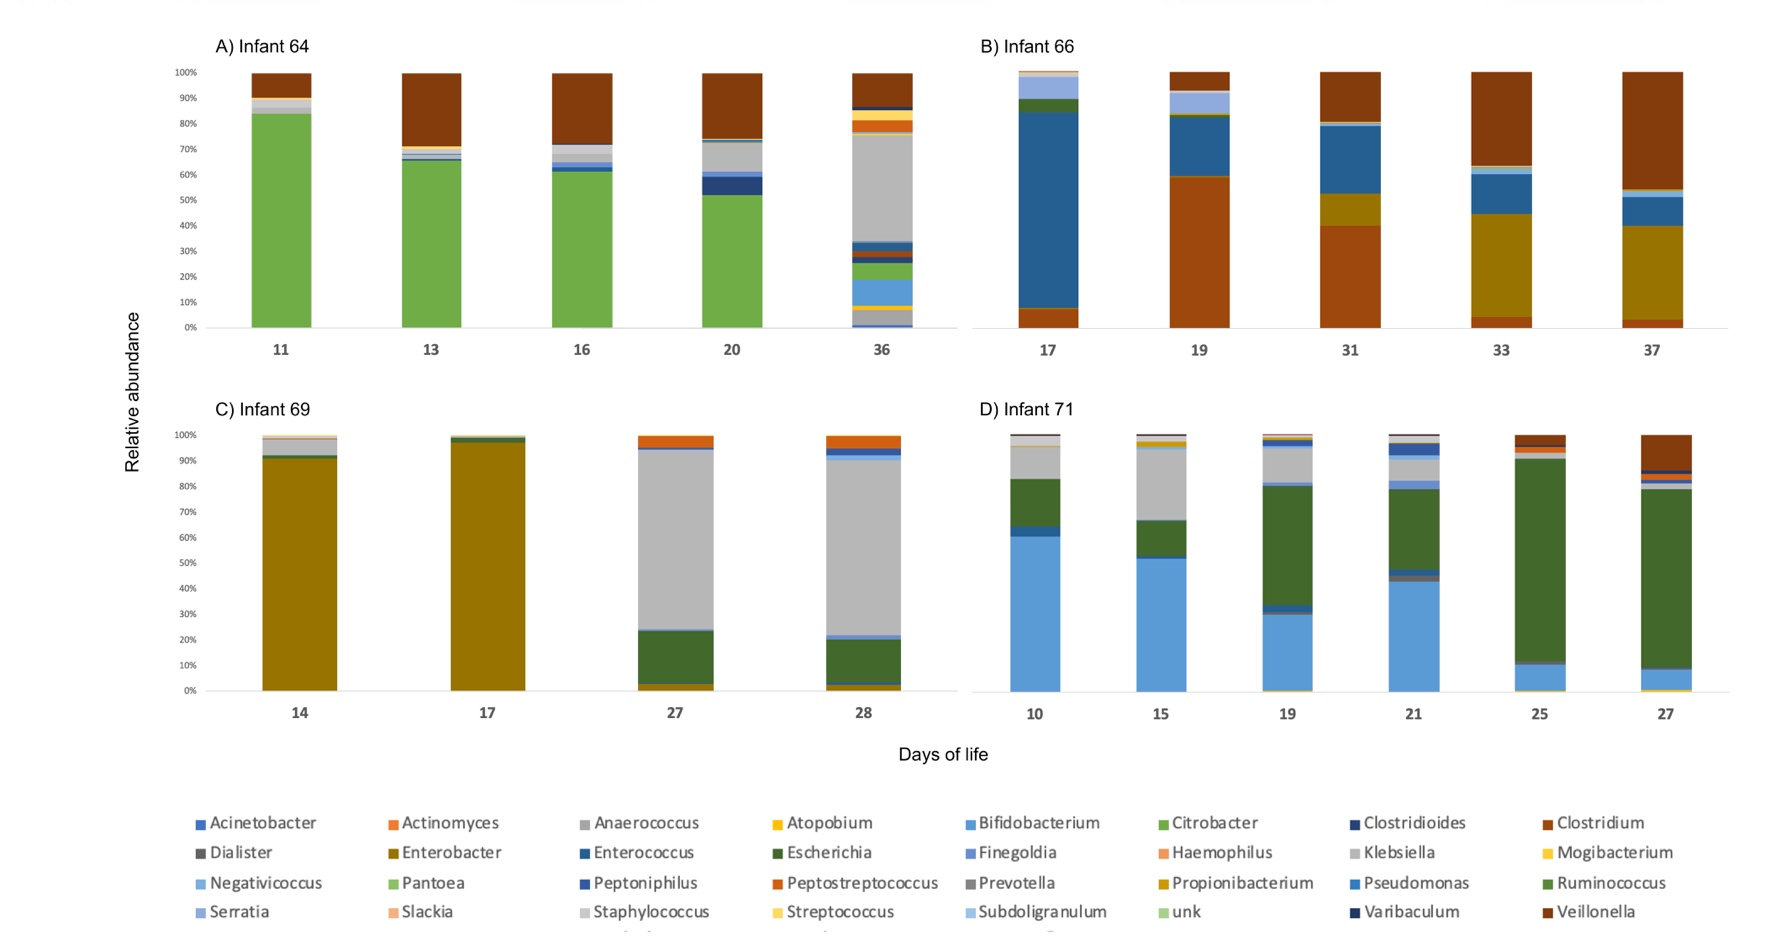 A) Infant 64
B) Infant 66
100%
90%
80%
70%
60%
50%
40%
30%
20%
10%
0%
11 13 16 20 36
17 19 31 33 37
Relative abundance
C) Infant 69
D) Infant 71
100%
90%
80%
70%
60%
50%
40%
30%
20%
10%
0%
14 17 27 28
10 15 19 21 25 27
Days of life
Acinetobacter Actinomyces Anaerococcus Atopobium Bifidobacterium Citrobacter Clostridioides Clostridium
Dialister Enterobacter Enterococcus Escherichia Finegoldia Haemophilus Klebsiella Mogibacterium
Negativicoccus Pantoea Peptoniphilus Peptostreptococcus Prevotella Propionibacterium Pseudomonas Ruminococcus
Serratia Slackia Staphylococcus Streptococcus Subdoligranulum unk Varibaculum Veillonella